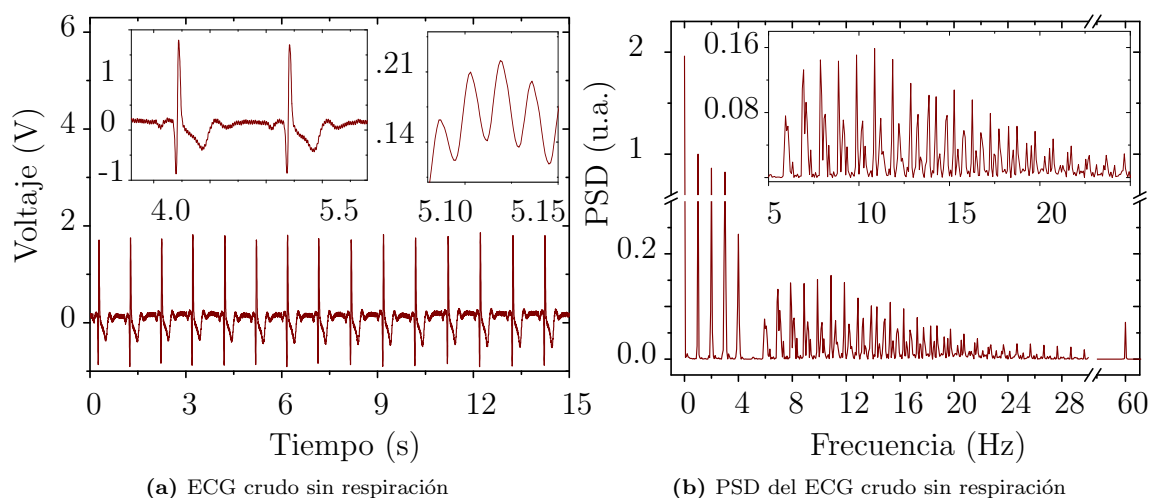 6
4
2
0
Voltaje (V)
1
0
-1
4.0 5.5
.21
.14
5.10 5.15
0 3 6 9 12 15
Tiempo (s)
(a) ECG crudo sin respiración
2
1
0.2
0.0
PSD (u.a.)
0.16
0.08
5 10 15 20
0 4 8 12 16 20 24 28 60
Frecuencia (Hz)
(b) PSD del ECG crudo sin respiración